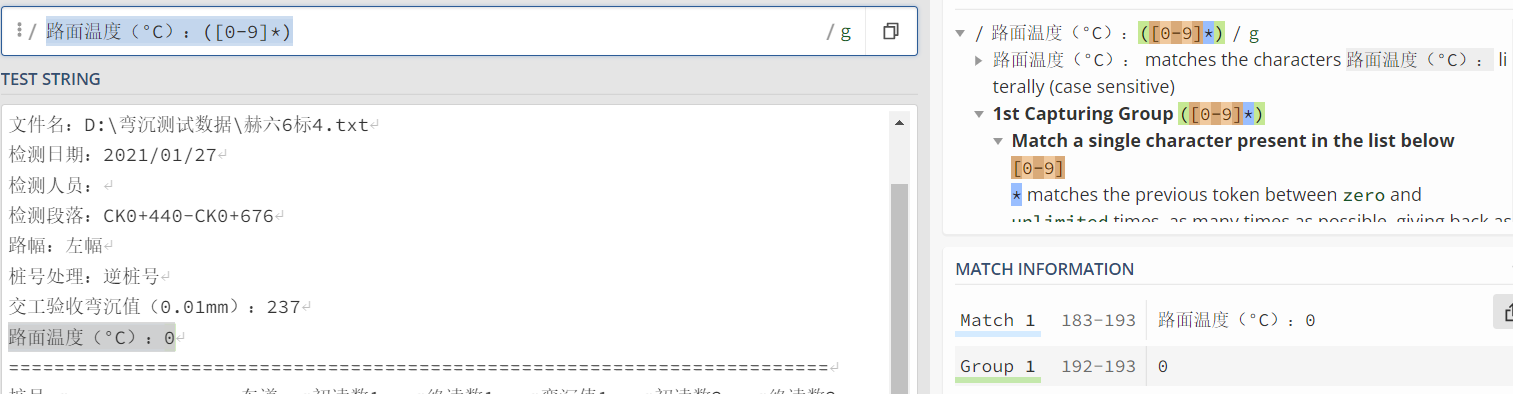 / 路面温度（°C）：([0-9]*) / g
TEST STRING
文件名：D:\弯沉测试数据\赫六6标4.txt
检测日期：2021/01/27
检测人员：
检测段落：CK0+440-CK0+676
路幅：左幅
桩号处理：逆桩号
交工验收弯沉值（0.01mm）：237
路面温度（°C）：0
/ 路面温度（°C）：([0-9]*) / g
路面温度（°C）： matches the characters 路面温度（°C）： li
terally (case sensitive)
1st Capturing Group ([0-9]*)
Match a single character present in the list below
[0-9]
* matches the previous token between zero and
unlimited times, as many times as possible, giving back as
MATCH INFORMATION
Match 1 183-193 路面温度（°C）：0
Group 1 192-193 0